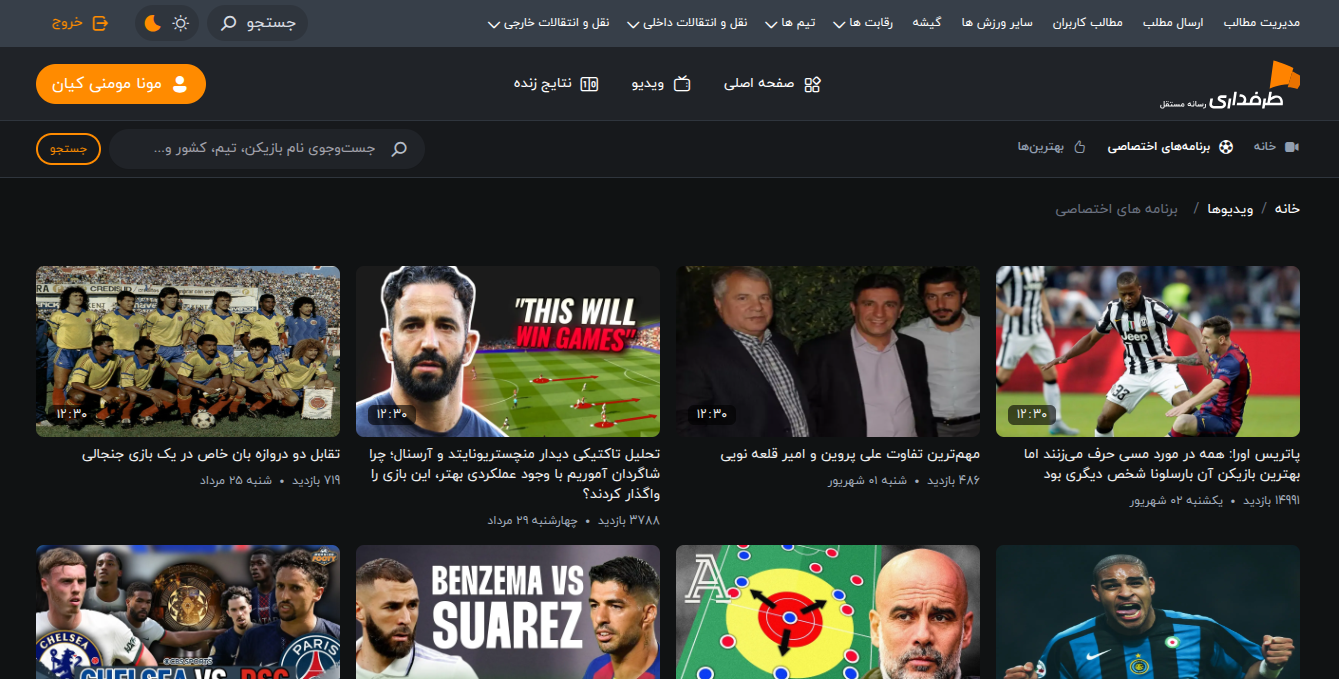 مدیریت مطالب
ارسال مطلب
مطالب کاربران
سایر ورزش ها
گیشه
رقابت ها
تیم ها
نقل و انتقالات داخلی
نقل و انتقالات خارجی
جستجو
خروج
طرفداری رسانه مستقل
صفحه اصلی
ویدیو
نتایج زنده
مونا مومنی کیان
خانه
برنامه‌های اختصاصی
بهترین‌ها
جست‌وجوی نام بازیکن، تیم، کشور و...
جستجو
خانه / ویدیوها / برنامه های اختصاصی
Jeep
33
۱۲:۳۰
پاتریس اورا: همه در مورد مسی حرف می‌زنند اما
بهترین بازیکن آن بارسلونا شخص دیگری بود
۱۴۹۹۱ بازدید • یکشنبه ۰۲ شهریور
۱۲:۳۰
مهم‌ترین تفاوت علی پروین و امیر قلعه نویی
۴۸۶ بازدید • شنبه ۰۱ شهریور
"THIS WILL
WIN GAMES"
۱۲:۳۰
تحلیل تاکتیکی دیدار منچستریونایتد و آرسنال؛ چرا
شاگردان آموریم با وجود عملکردی بهتر، این بازی را
واگذار کردند؟
۳۷۸۸ بازدید • چهارشنبه ۲۹ مرداد
CREDISUD
۱۲:۳۰
تقابل دو دروازه بان خاص در یک بازی جنجالی
۷۱۹ بازدید • شنبه ۲۵ مرداد
A
BENZEMA VS
SUAREZ
CHELSEA
PARIS
CBS SPORTS
CHELSEA VS. PSG